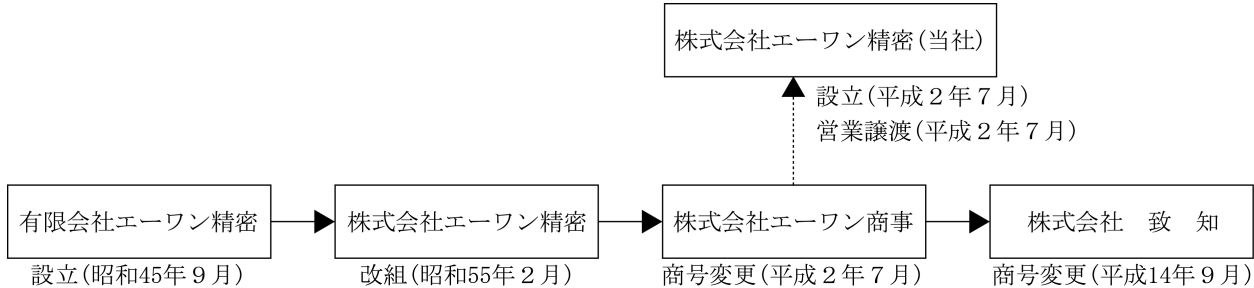 株式会社エーワン精密(当社)
設立(平成２年７月)
営業譲渡(平成２年７月)
有限会社エーワン精密
株式会社エーワン精密
株式会社エーワン商事
株式会社　致　知
設立(昭和45年９月)
改組(昭和55年２月)
商号変更(平成２年７月)
商号変更(平成14年９月)